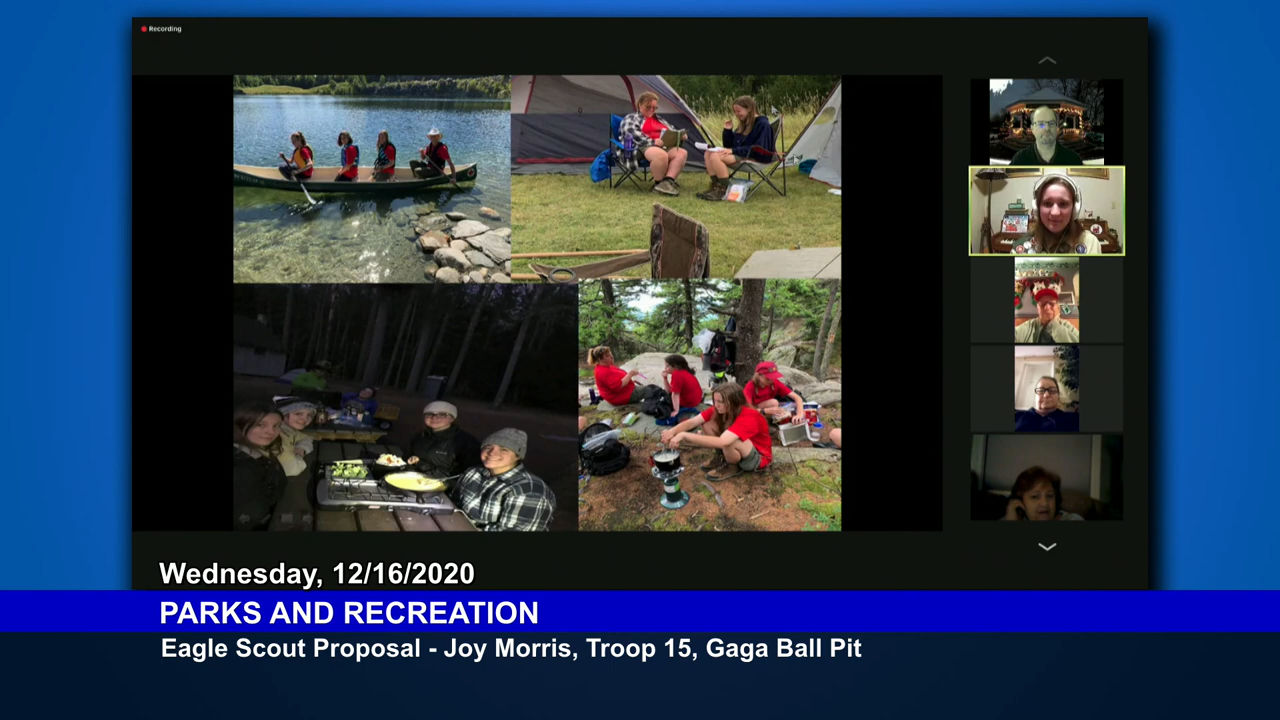 Recording
Wednesday, 12/16/2020
PARKS AND RECREATION
Eagle Scout Proposal - Joy Morris, Troop 15, Gaga Ball Pit